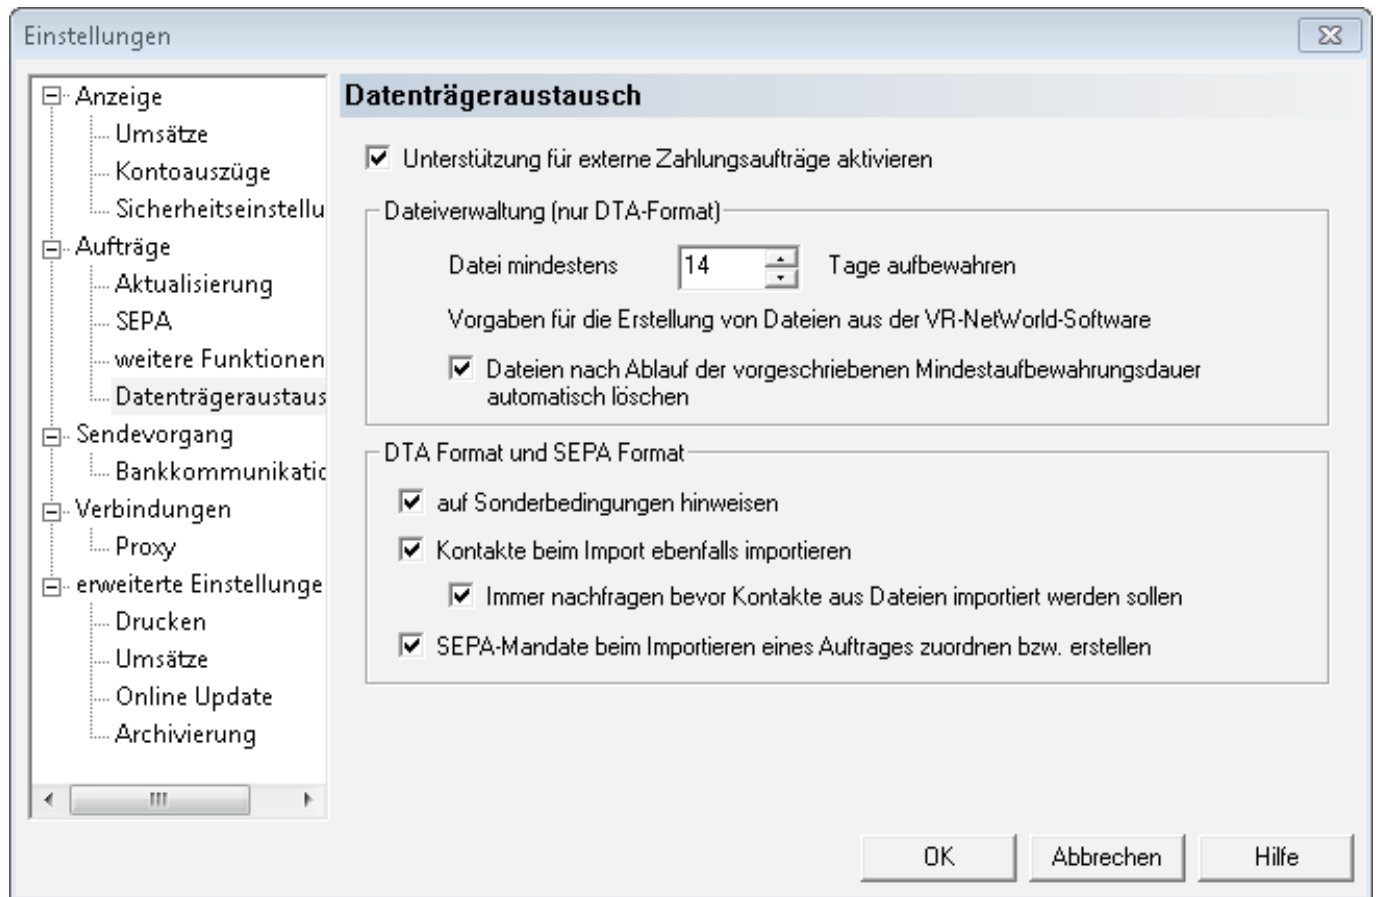 Einstellungen
Anzeige
Umsätze
Kontoauszüge
Sicherheitseinstellu
Aufträge
Aktualisierung
SEPA
weitere Funktionen
Datenträgeraustaus
Sendevorgang
Bankkommunikatio
Verbindungen
Proxy
erweiterte Einstellunge
Drucken
Umsätze
Online Update
Archivierung
Datenträgeraustausch
Unterstützung für externe Zahlungsaufträge aktivieren
Dateiverwaltung (nur DTA-Format)
Datei mindestens 14 Tage aufbewahren
Vorgaben für die Erstellung von Dateien aus der VR-NetWorld-Software
Dateien nach Ablauf der vorgeschriebenen Mindestaufbewahrungsdauer
automatisch löschen
DTA Format und SEPA Format
auf Sonderbedingungen hinweisen
Kontakte beim Import ebenfalls importieren
Immer nachfragen bevor Kontakte aus Dateien importiert werden sollen
SEPA-Mandate beim Importieren eines Auftrages zuordnen bzw. erstellen
OK Abbrechen Hilfe